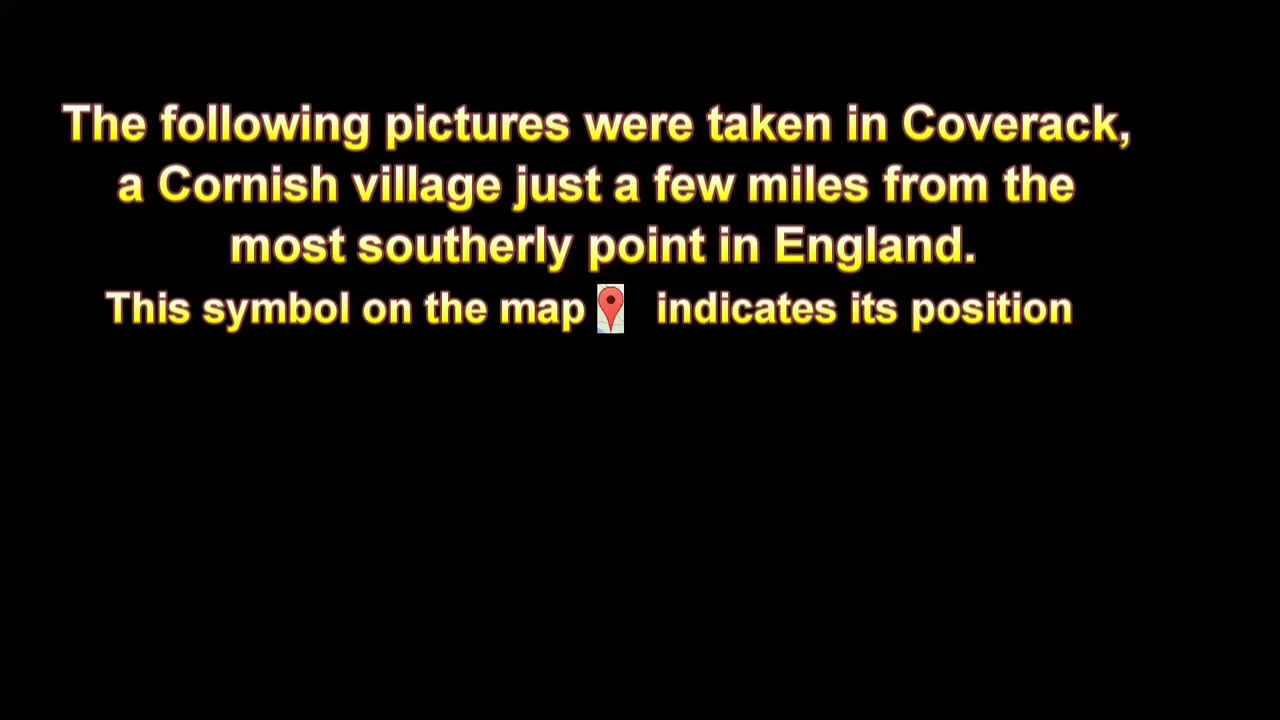 The following pictures were taken in Coverack,
a Cornish village just a few miles from the
most southerly point in England.
This symbol on the map indicates its position